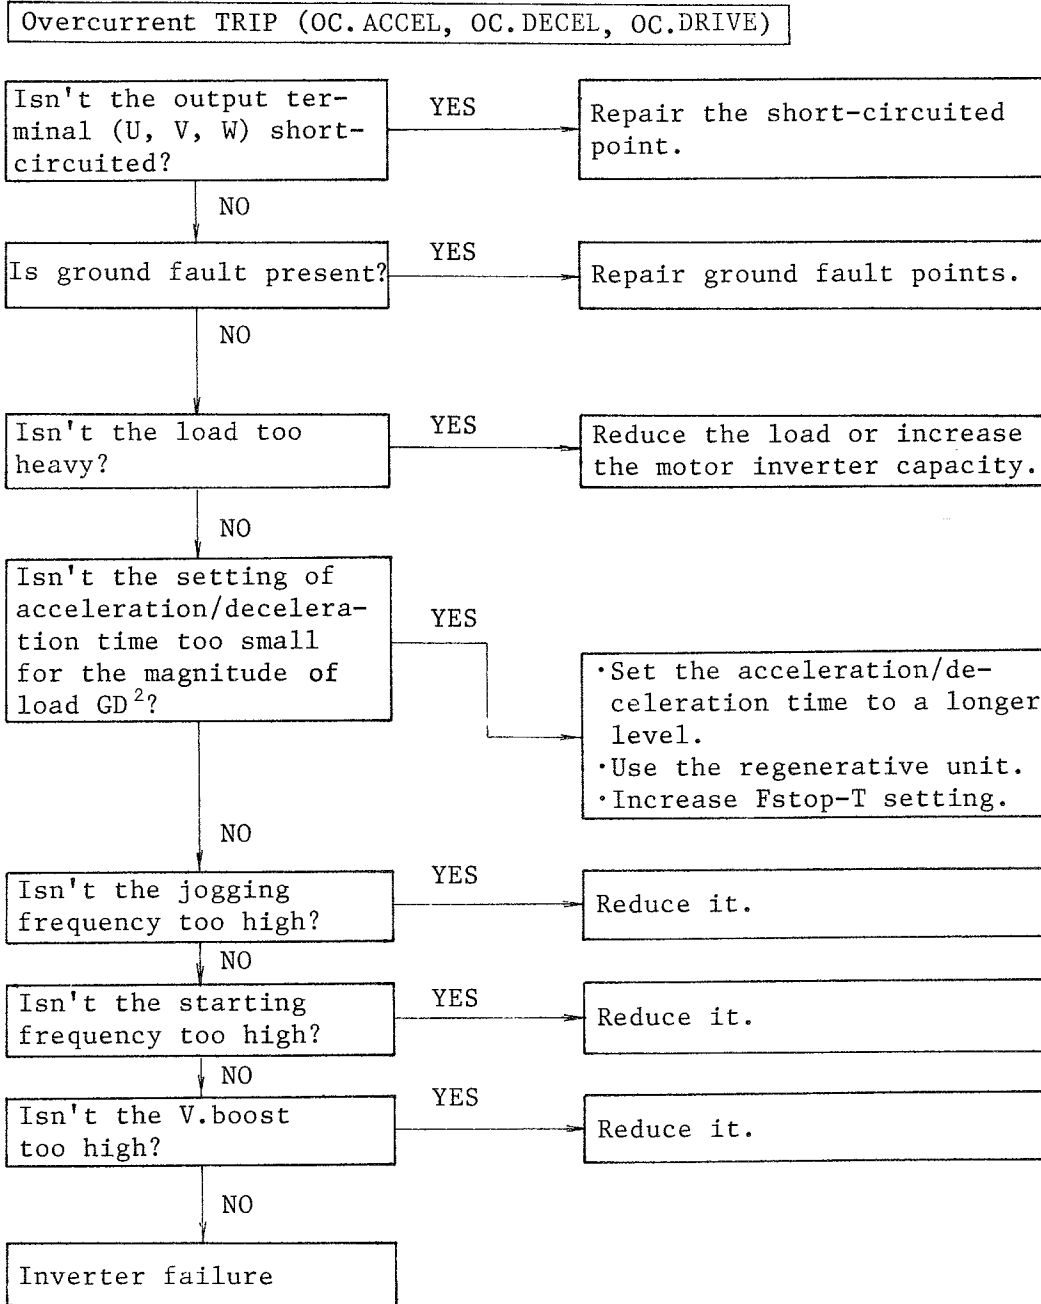 Overcurrent TRIP (OC.ACCEL, OC.DECEL, OC.DRIVE)
Isn't the output ter-
minal (U, V, W) short-
circuited?
YES
Repair the short-circuited
point.
NO
Is ground fault present?
YES
Repair ground fault points.
NO
Isn't the load too
heavy?
YES
Reduce the load or increase
the motor inverter capacity.
NO
Isn't the setting of
acceleration/decelera-
tion time too small
for the magnitude of
load GD²?
YES
·Set the acceleration/de-
celeration time to a longer
level.
·Use the regenerative unit.
·Increase Fstop-T setting.
NO
Isn't the jogging
frequency too high?
YES
Reduce it.
NO
Isn't the starting
frequency too high?
YES
Reduce it.
NO
Isn't the V.boost
too high?
YES
Reduce it.
NO
Inverter failure